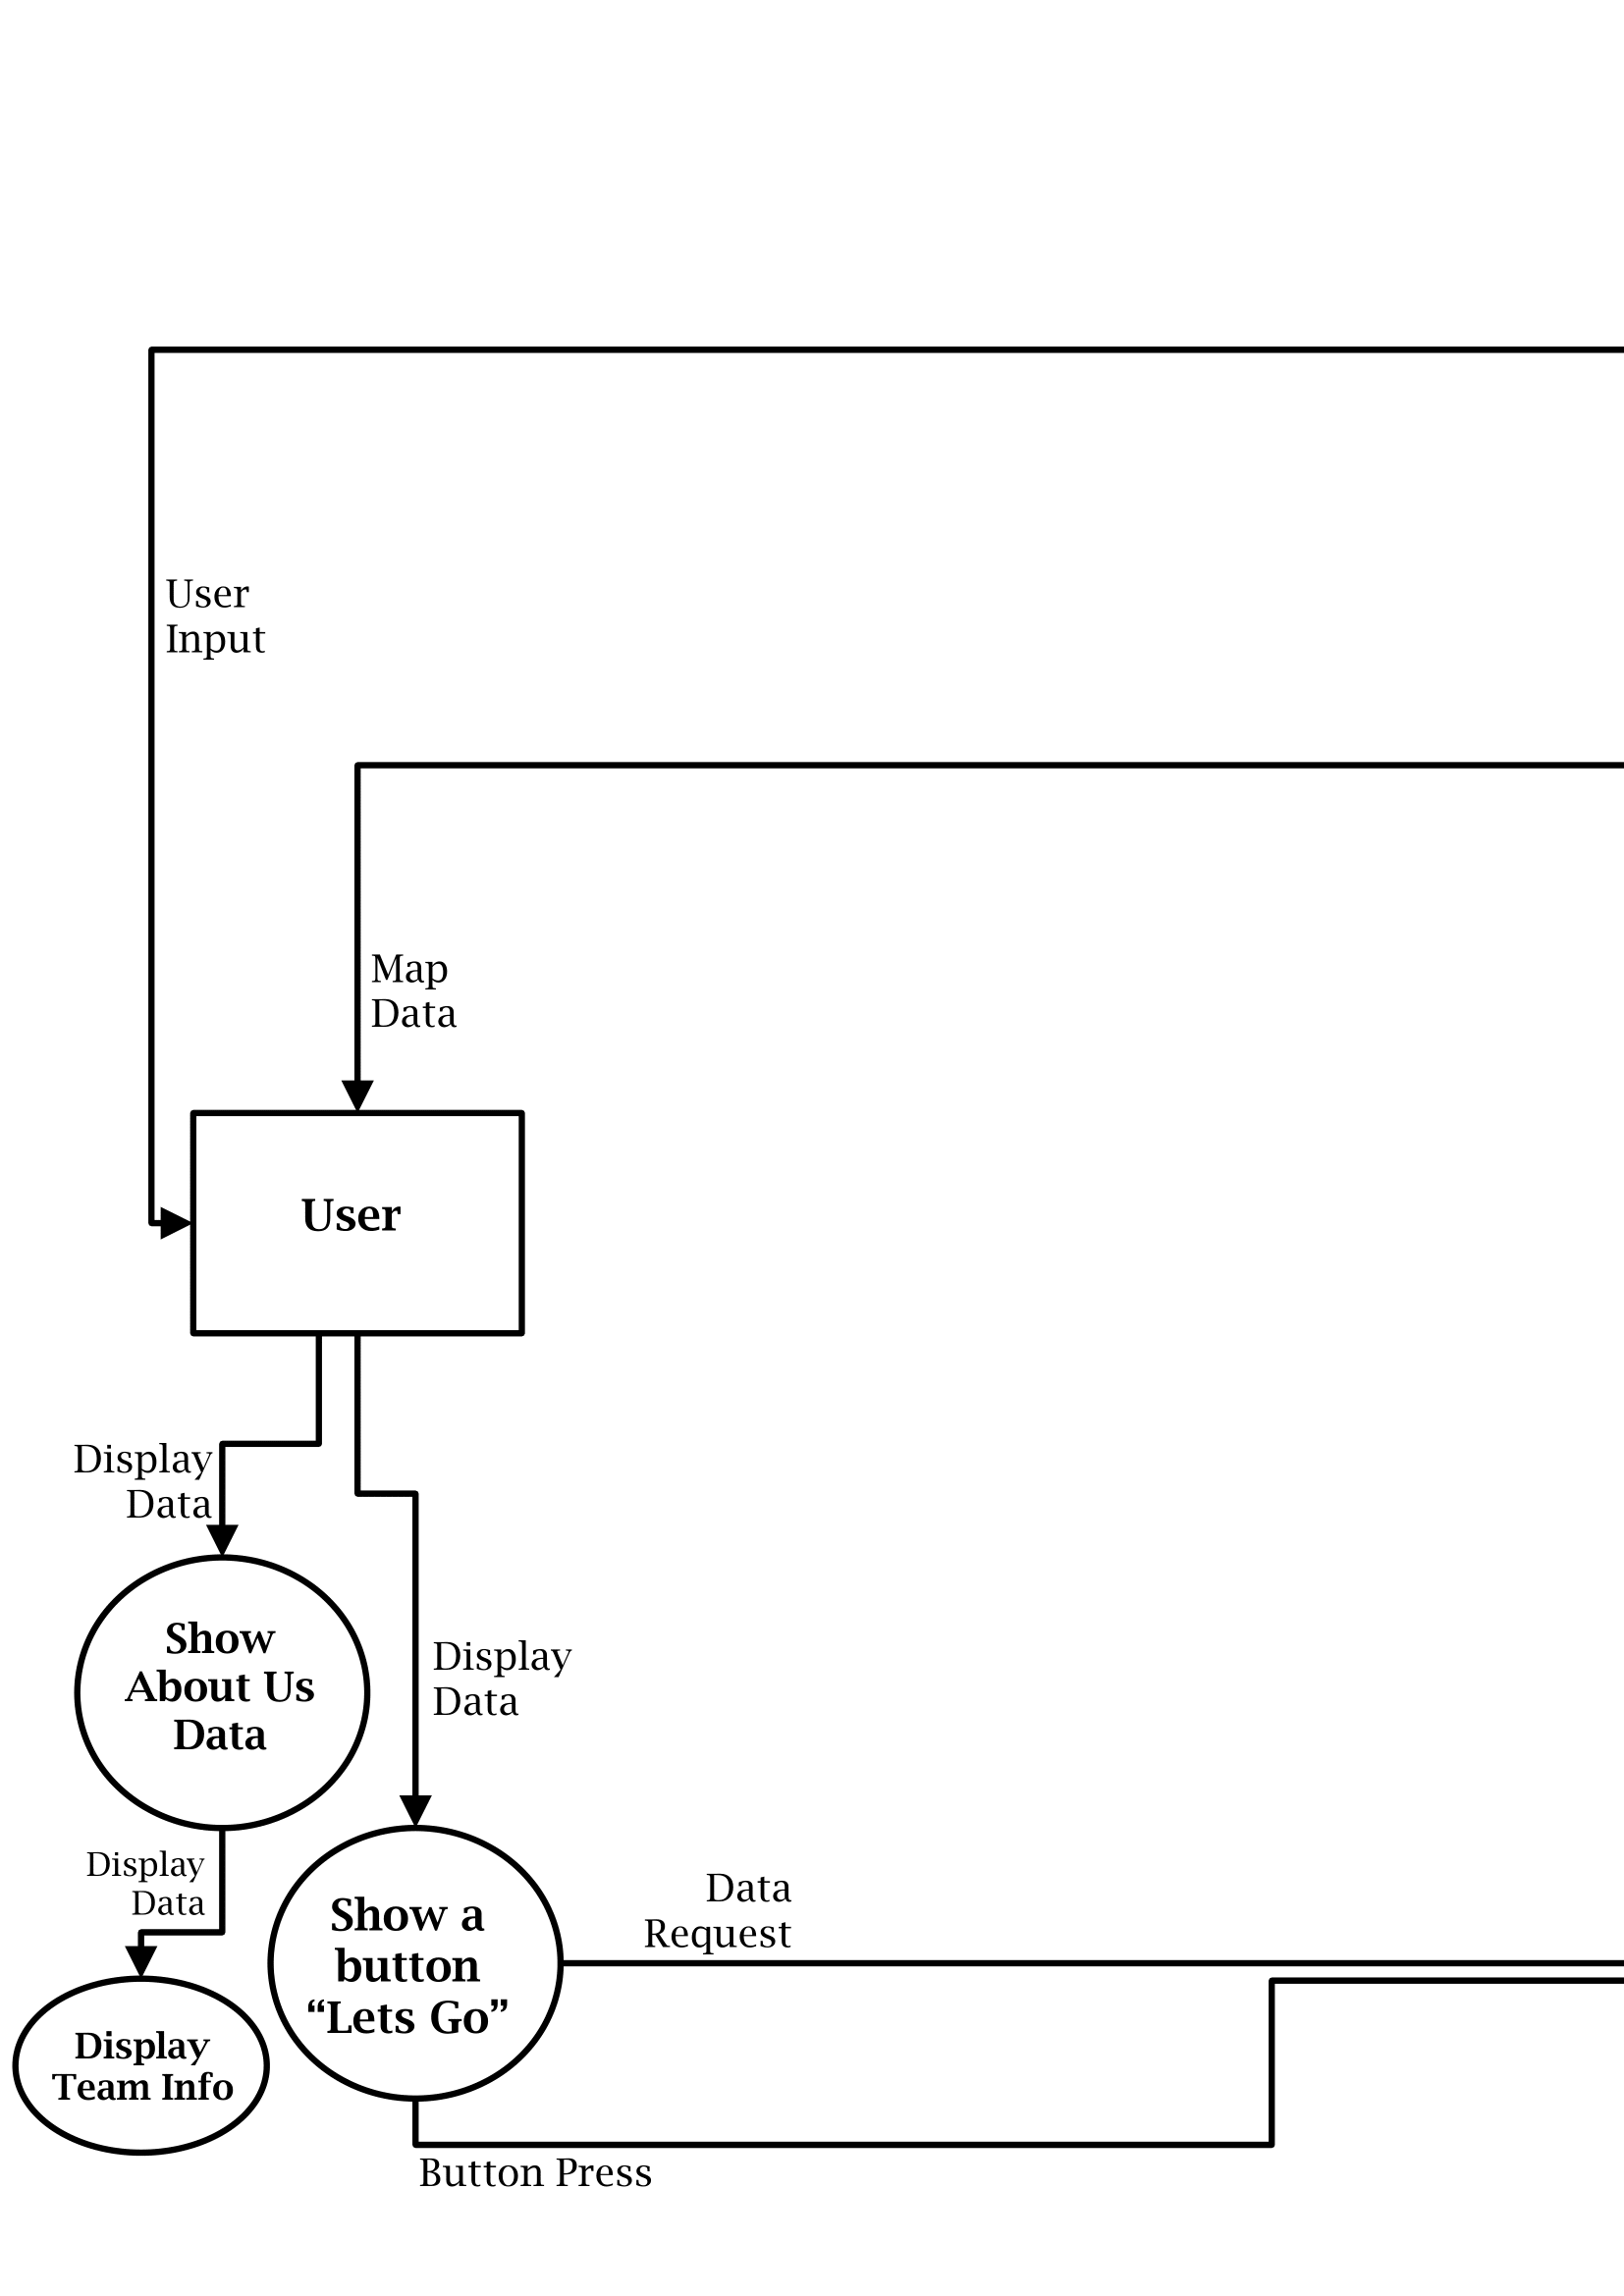 User
Input
Map
Data
User
Display
Data
Show
About Us
Data
Display
Data
Display
Data
Display
Team Info
Show a
button
“Lets Go”
Data
Request
Button Press